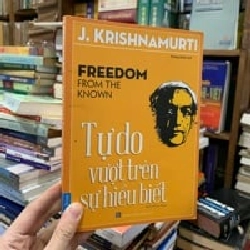 J. KRISHNAMURTI
FREEDOM
FROM THE
KNOWN
Tự do
vượt trên
sự hiểu biết